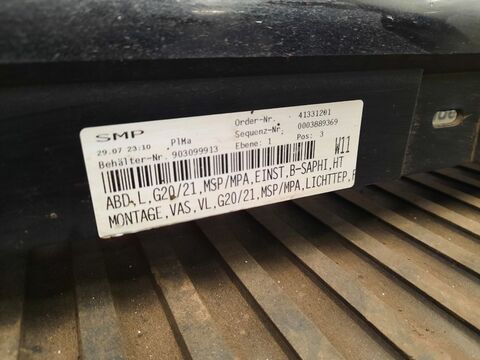 SMP
29.07 23:10 PlMa Order-Nr. 41331201
Sequenz-Nr: 0003889369
Behälter-Nr. 903099913 Ebene: 1 Pos: 3
W11
ABD,L,G20/21,MSP/MPA,EINST,B-SAPHI,HT
MONTAGE,VAS,VL,G20/21,MSP/MPA,LICHTTEP,F